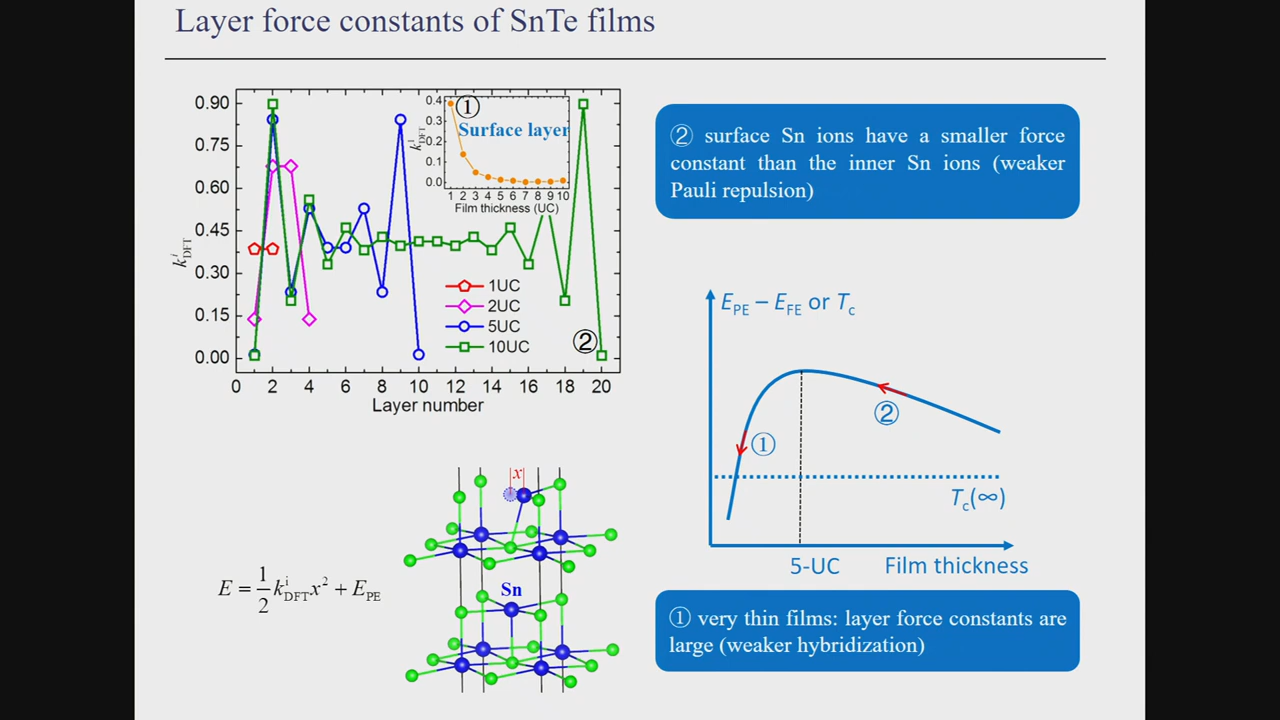 Layer force constants of SnTe films
0.90
0.75
0.60
0.45
0.30
0.15
0.00
k^i_DFT
0 2 4 6 8 10 12 14 16 18 20
Layer number
1UC
2UC
5UC
10UC
②
①
Surface layer
0.4
0.3
0.2
0.1
0.0
k^i_DFT
1 2 3 4 5 6 7 8 9 10
Film thickness (UC)
② surface Sn ions have a smaller force
constant than the inner Sn ions (weaker
Pauli repulsion)
E_PE – E_FE or T_c
①
②
T_c(∞)
5-UC
Film thickness
E = 1/2 k^i_DFT x² + E_PE
x
Sn
① very thin films: layer force constants are
large (weaker hybridization)